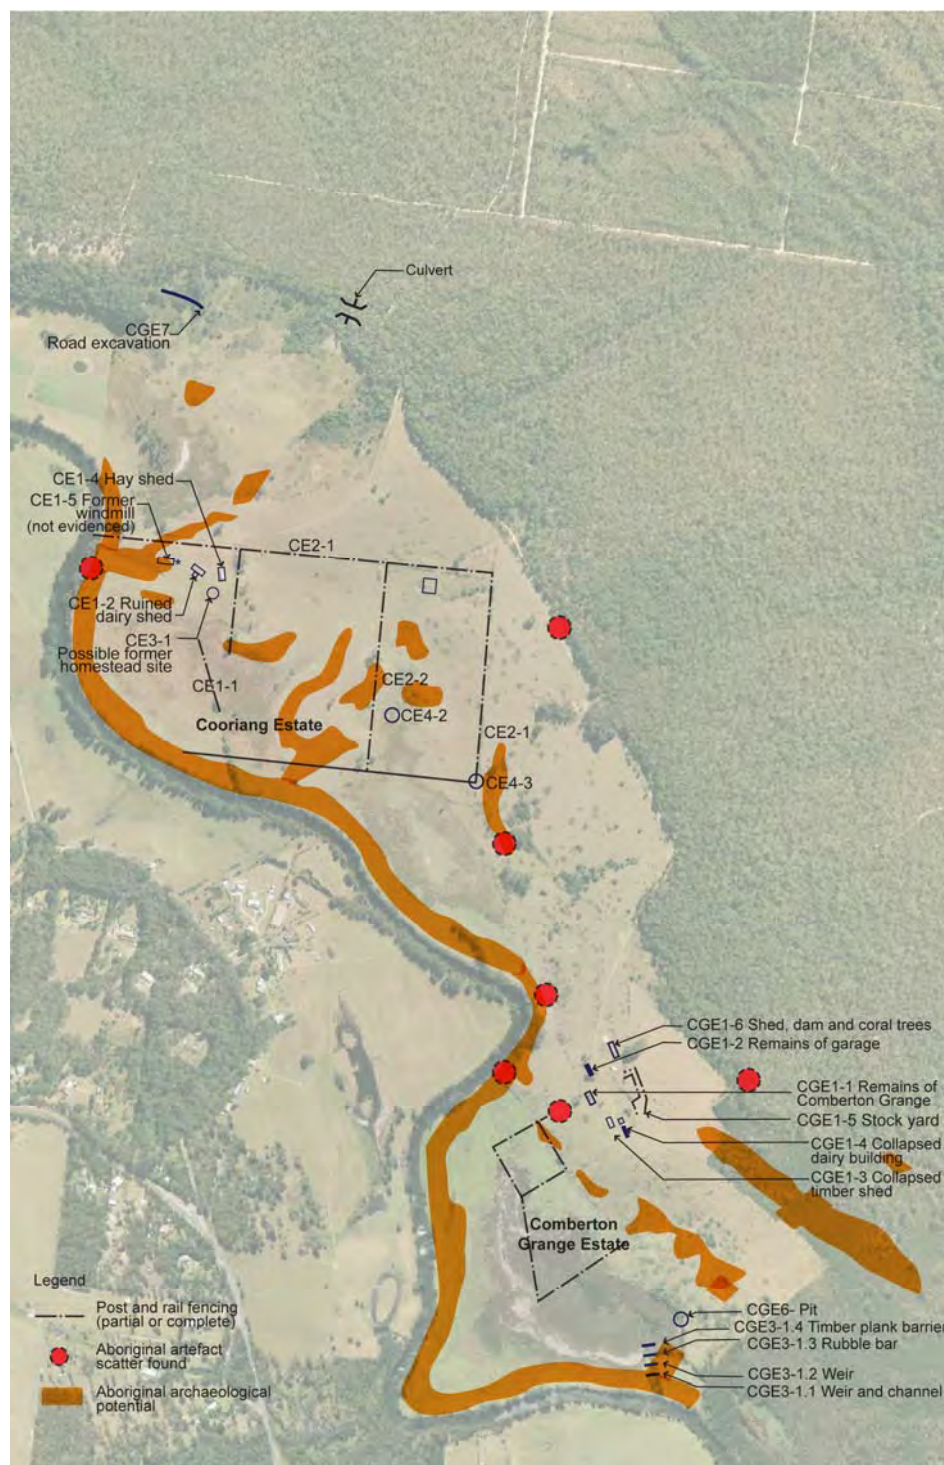 Culvert
CGE7
Road excavation
CE1-4 Hay shed
CE1-5 Former
windmill
(not evidenced)
CE2-1
CE1-2 Ruined
dairy shed
CE3-1
Possible former
homestead site
CE1-1
CE2-2
Cooriang Estate
CE4-2
CE2-1
CE4-3
CGE1-6 Shed, dam and coral trees
CGE1-2 Remains of garage
CGE1-1 Remains of
Comberton Grange
CGE1-5 Stock yard
CGE1-4 Collapsed
dairy building
CGE1-3 Collapsed
timber shed
Comberton
Grange Estate
CGE6- Pit
CGE3-1.4 Timber plank barrier
CGE3-1.3 Rubble bar
CGE3-1.2 Weir
CGE3-1.1 Weir and channel
Legend
Post and rail fencing
(partial or complete)
Aboriginal artefact
scatter found
Aboriginal archaeological
potential